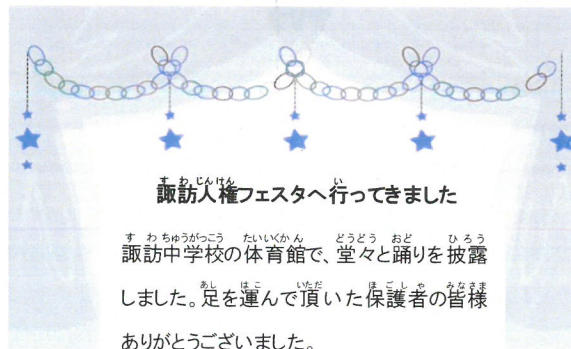 諏訪人権フェスタへ行ってきました
諏訪中学校の体育館で、堂々と踊りを披露
しました。足を運んで頂いた保護者の皆様
ありがとうございました。